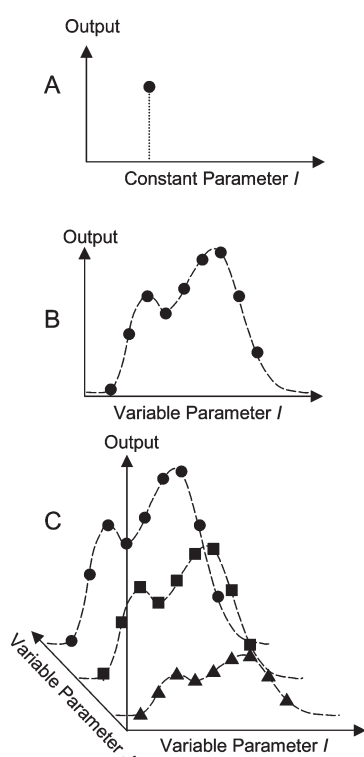 Output
A
Constant Parameter I
Output
B
Variable Parameter I
Output
C
Variable Parameter
Variable Parameter I